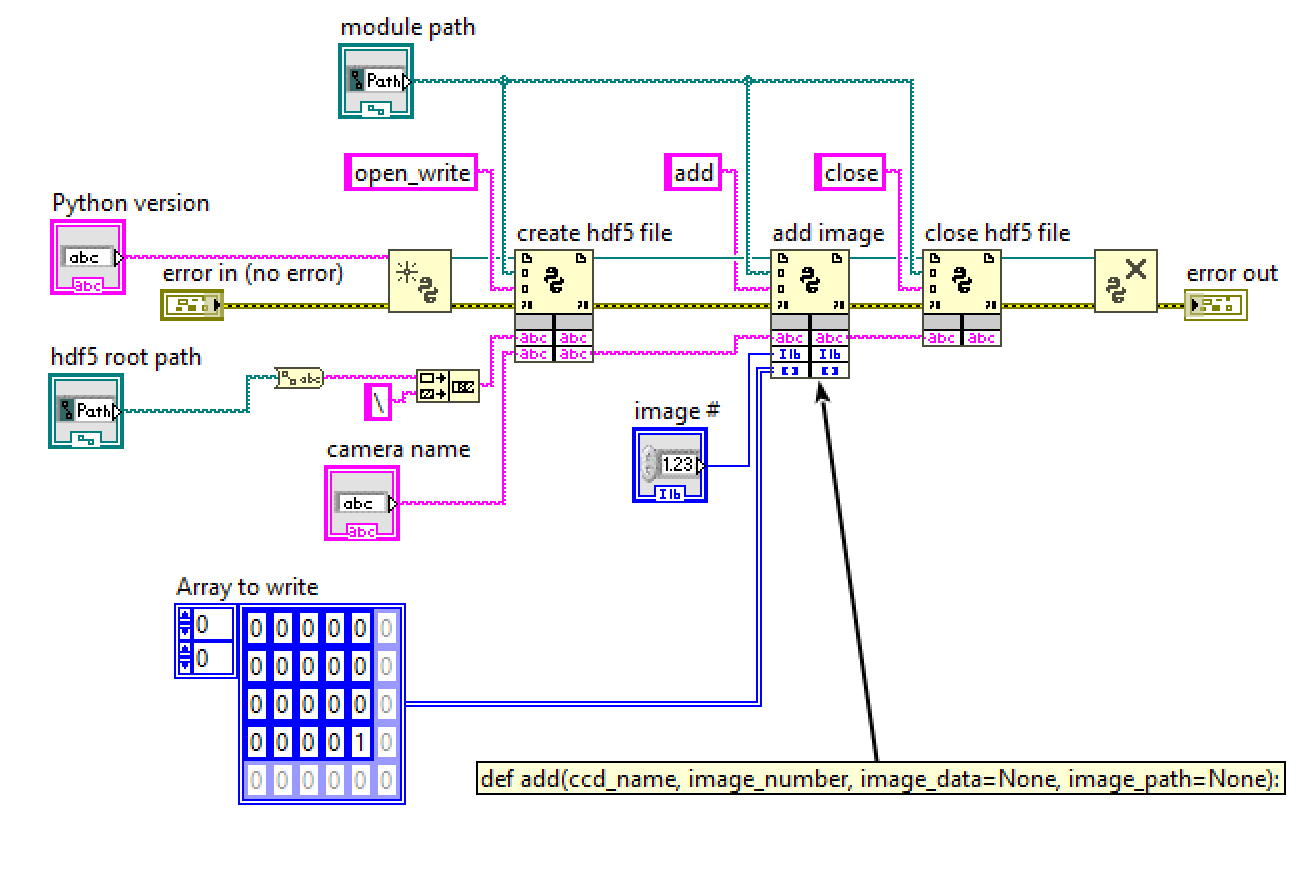 module path
Path
open_write
add
close
Python version
abc
abc
create hdf5 file
add image
close hdf5 file
error in (no error)
error out
hdf5 root path
Path
abc
\
abc abc
abc abc
abc abc
I16 I16
abc abc
image #
1.23
I16
camera name
abc
abc
Array to write
0 0 0 0 0 0 0
0 0 0 0 0 0 0
0 0 0 0 0 0
0 0 0 0 1 0
0 0 0 0 0 0
def add(ccd_name, image_number, image_data=None, image_path=None):